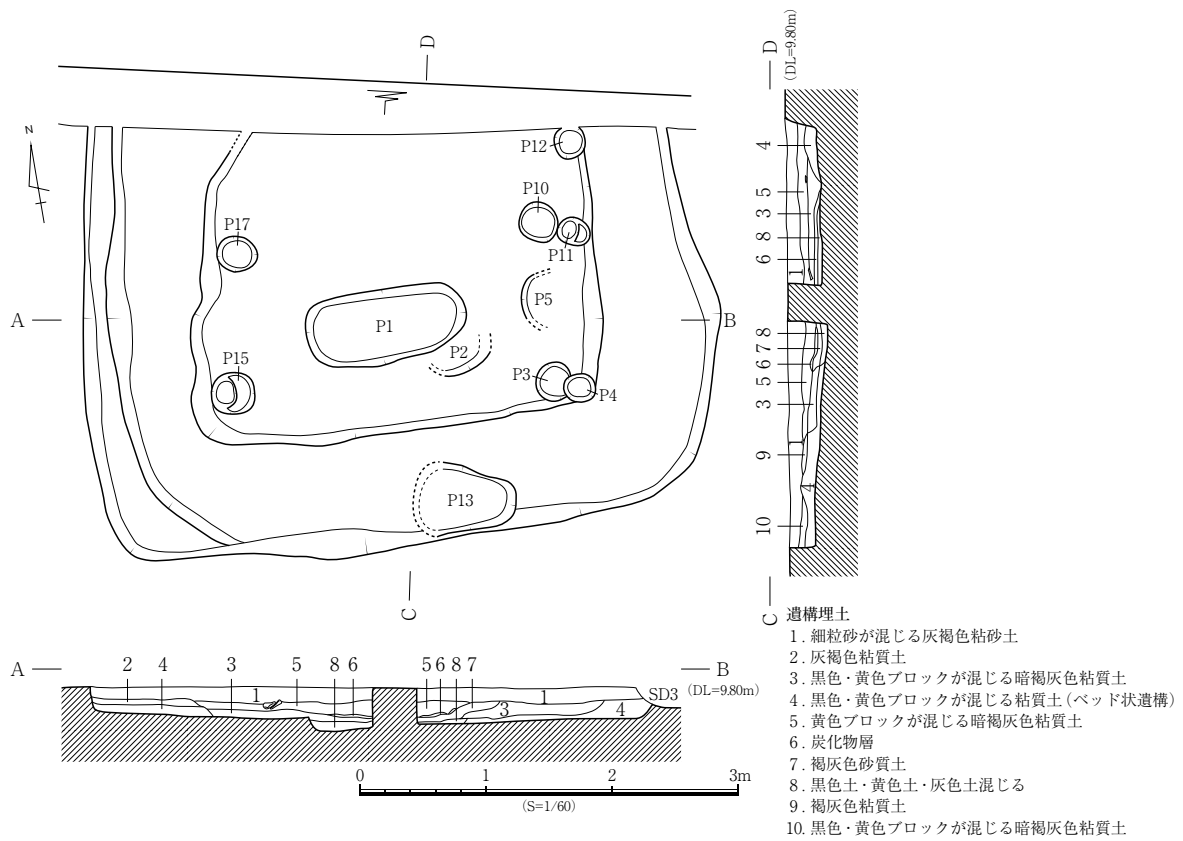 D
N
P12
P10
P11
P17
P5
A
P1
B
P2
P15
P3
P4
P13
C
D
(DL=9.80m)
4
5
3
8
6
1
8
7
6
5
3
9
4
10
C
A
2 4 3 5 8 6 5 6 8 7
B
(DL=9.80m)
1
1
3
4
SD3
0 1 2 3m
(S=1/60)
遺構埋土
1. 細粒砂が混じる灰褐色粘砂土
2. 灰褐色粘質土
3. 黒色・黄色ブロックが混じる暗褐灰色粘質土
4. 黒色・黄色ブロックが混じる粘質土(ベッド状遺構)
5. 黄色ブロックが混じる暗褐灰色粘質土
6. 炭化物層
7. 褐灰色砂質土
8. 黒色土・黄色土・灰色土混じる
9. 褐灰色粘質土
10. 黒色・黄色ブロックが混じる暗褐灰色粘質土